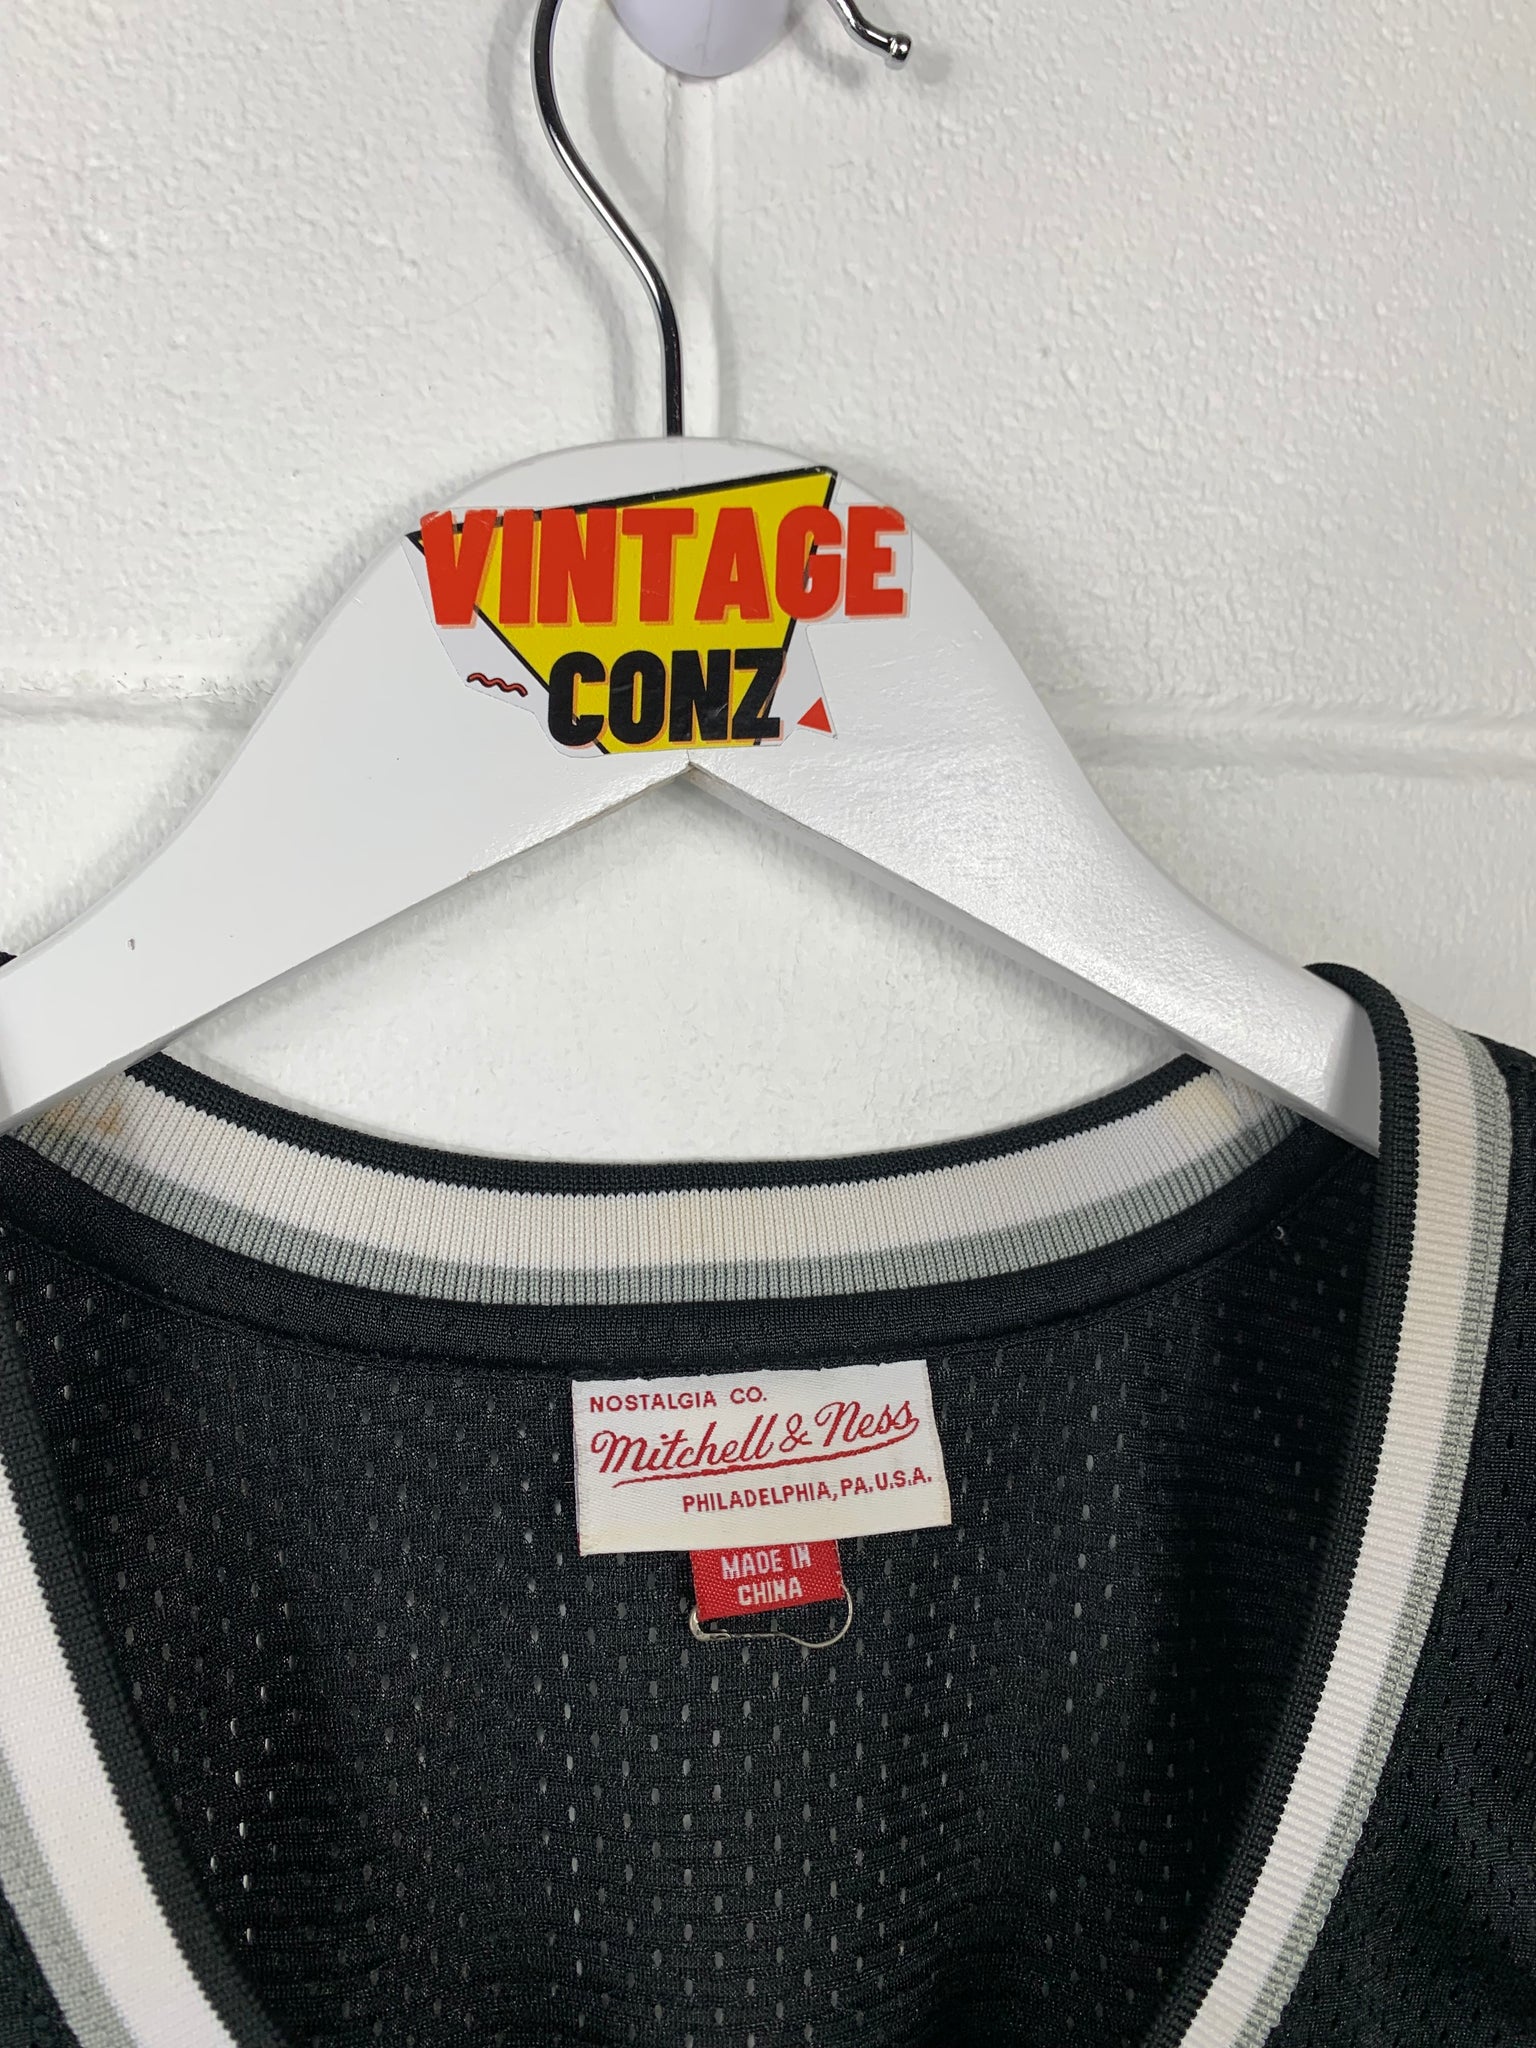 VINTAGE
CONZ
NOSTALGIA CO.
Mitchell & Ness
PHILADELPHIA, PA. U.S.A.
MADE IN
CHINA